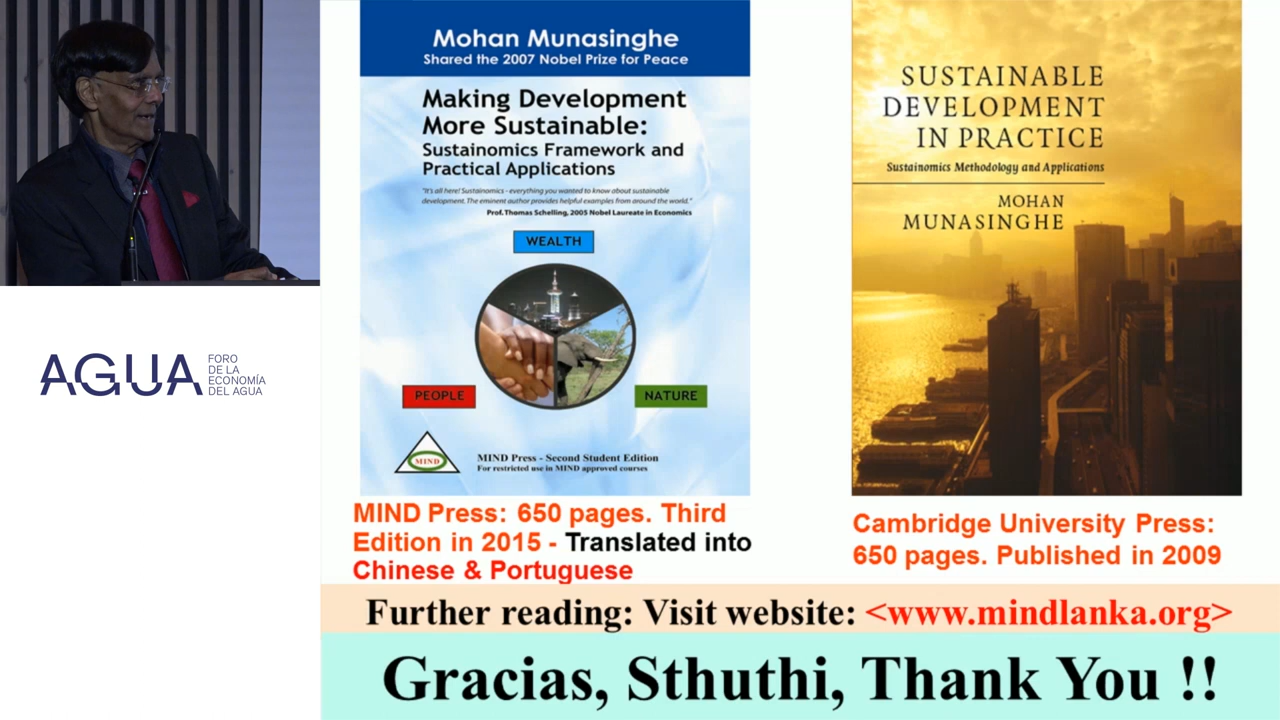 AGUA
FORO
DE LA
ECONOMÍA
DEL AGUA
Mohan Munasinghe
Shared the 2007 Nobel Prize for Peace
Making Development
More Sustainable:
Sustainomics Framework and
Practical Applications
"It's all here! Sustainomics - everything you wanted to know about sustainable
development. The eminent author provides helpful examples from around the world."
Prof. Thomas Schelling, 2005 Nobel Laureate in Economics
WEALTH
PEOPLE
NATURE
MIND
MIND Press - Second Student Edition
For restricted use in MIND approved courses
MIND Press: 650 pages. Third
Edition in 2015 - Translated into
Chinese & Portuguese
SUSTAINABLE
DEVELOPMENT
IN PRACTICE
Sustainomics Methodology and Applications
MOHAN
MUNASINGHE
Cambridge University Press:
650 pages. Published in 2009
Further reading: Visit website: <www.mindlanka.org>
Gracias, Sthuthi, Thank You !!